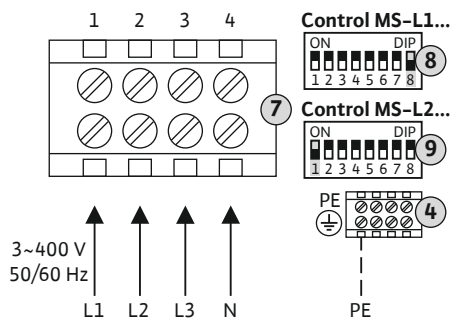 1 2 3 4
7
3~400 V
50/60 Hz
L1 L2 L3 N
Control MS-L1...
ON DIP
1 2 3 4 5 6 7 8
8
Control MS-L2...
ON DIP
1 2 3 4 5 6 7 8
9
PE
4
PE